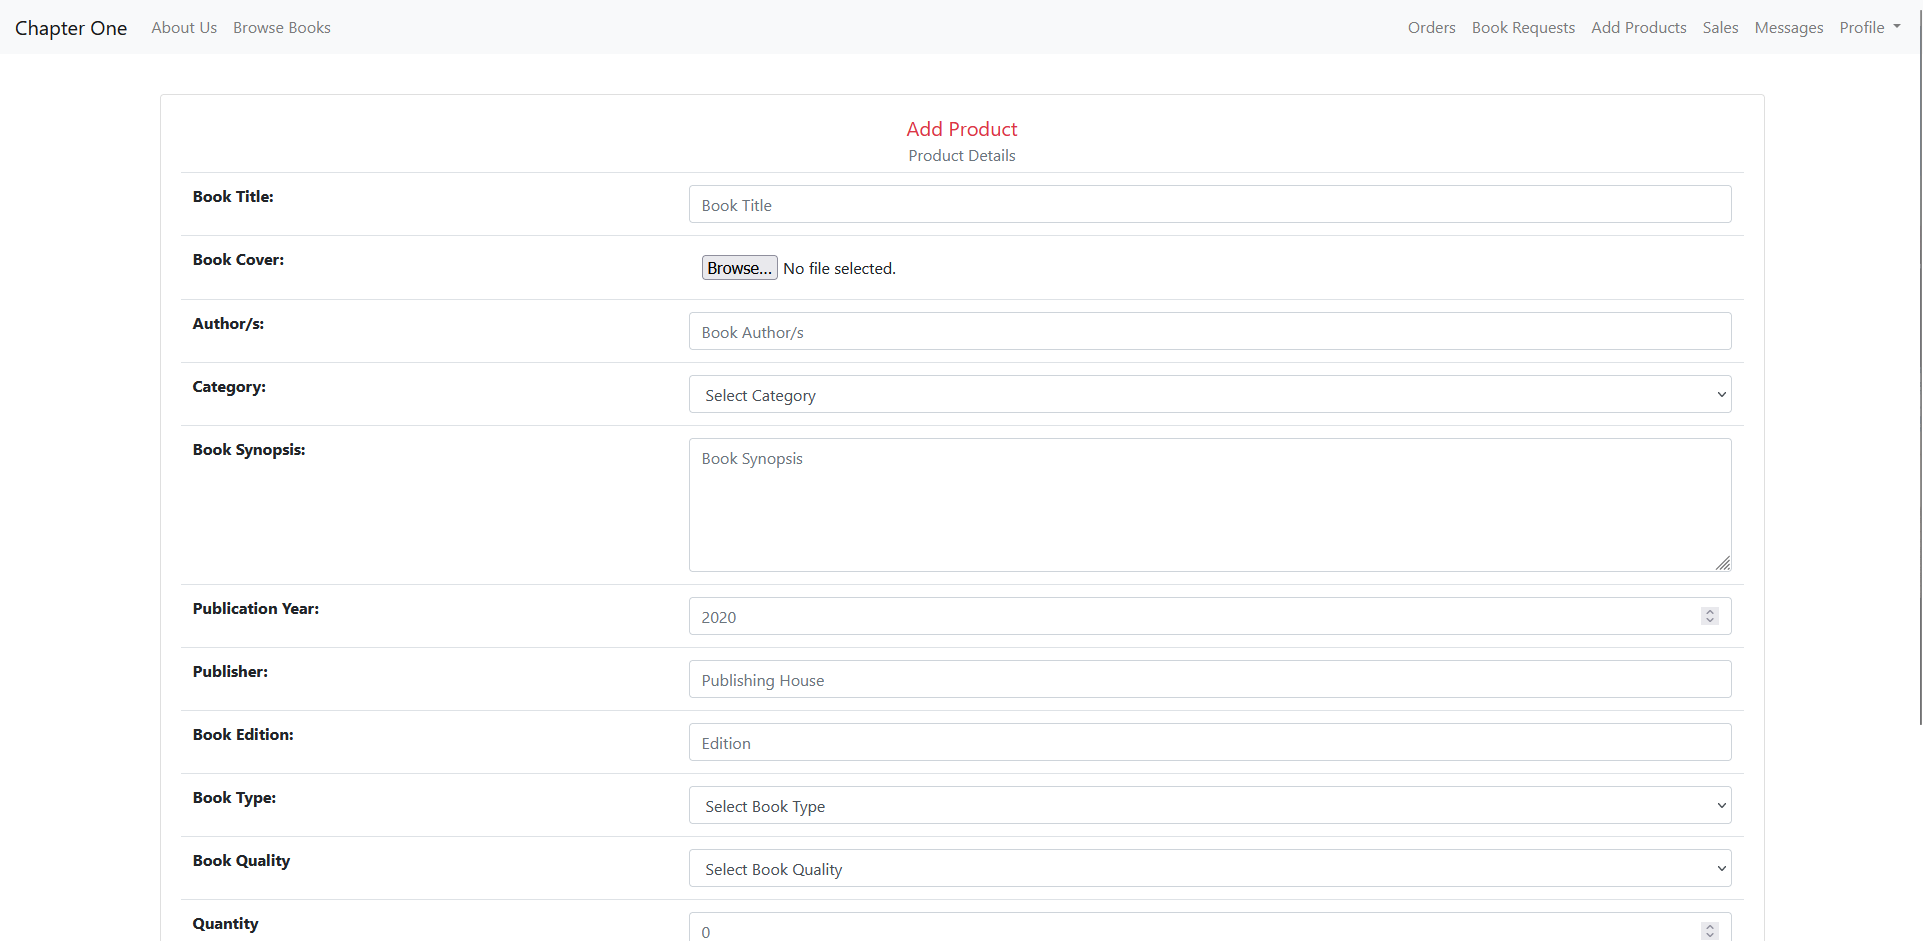 Chapter One About Us Browse Books Orders Book Requests Add Products Sales Messages Profile
Add Product
Product Details
Book Title: Book Title
Book Cover: Browse... No file selected.
Author/s: Book Author/s
Category: Select Category
Book Synopsis: Book Synopsis
Publication Year: 2020
Publisher: Publishing House
Book Edition: Edition
Book Type: Select Book Type
Book Quality Select Book Quality
Quantity 0